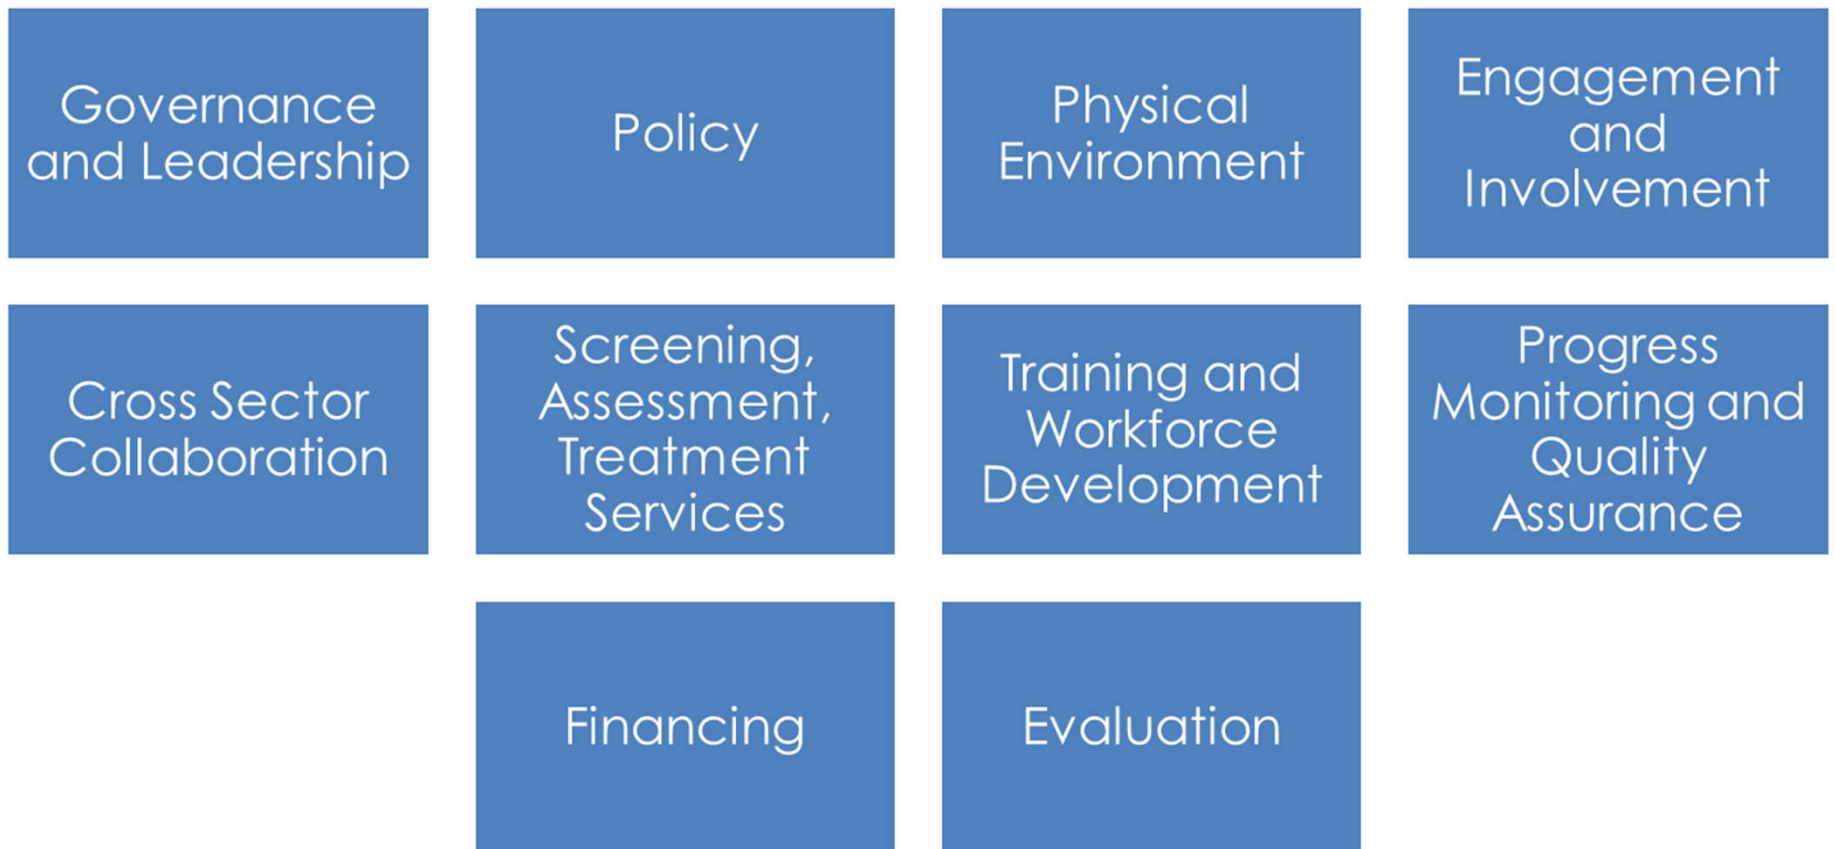 Governance
and Leadership
Policy
Physical
Environment
Engagement
and
Involvement
Cross Sector
Collaboration
Screening,
Assessment,
Treatment
Services
Training and
Workforce
Development
Progress
Monitoring and
Quality
Assurance
Financing
Evaluation